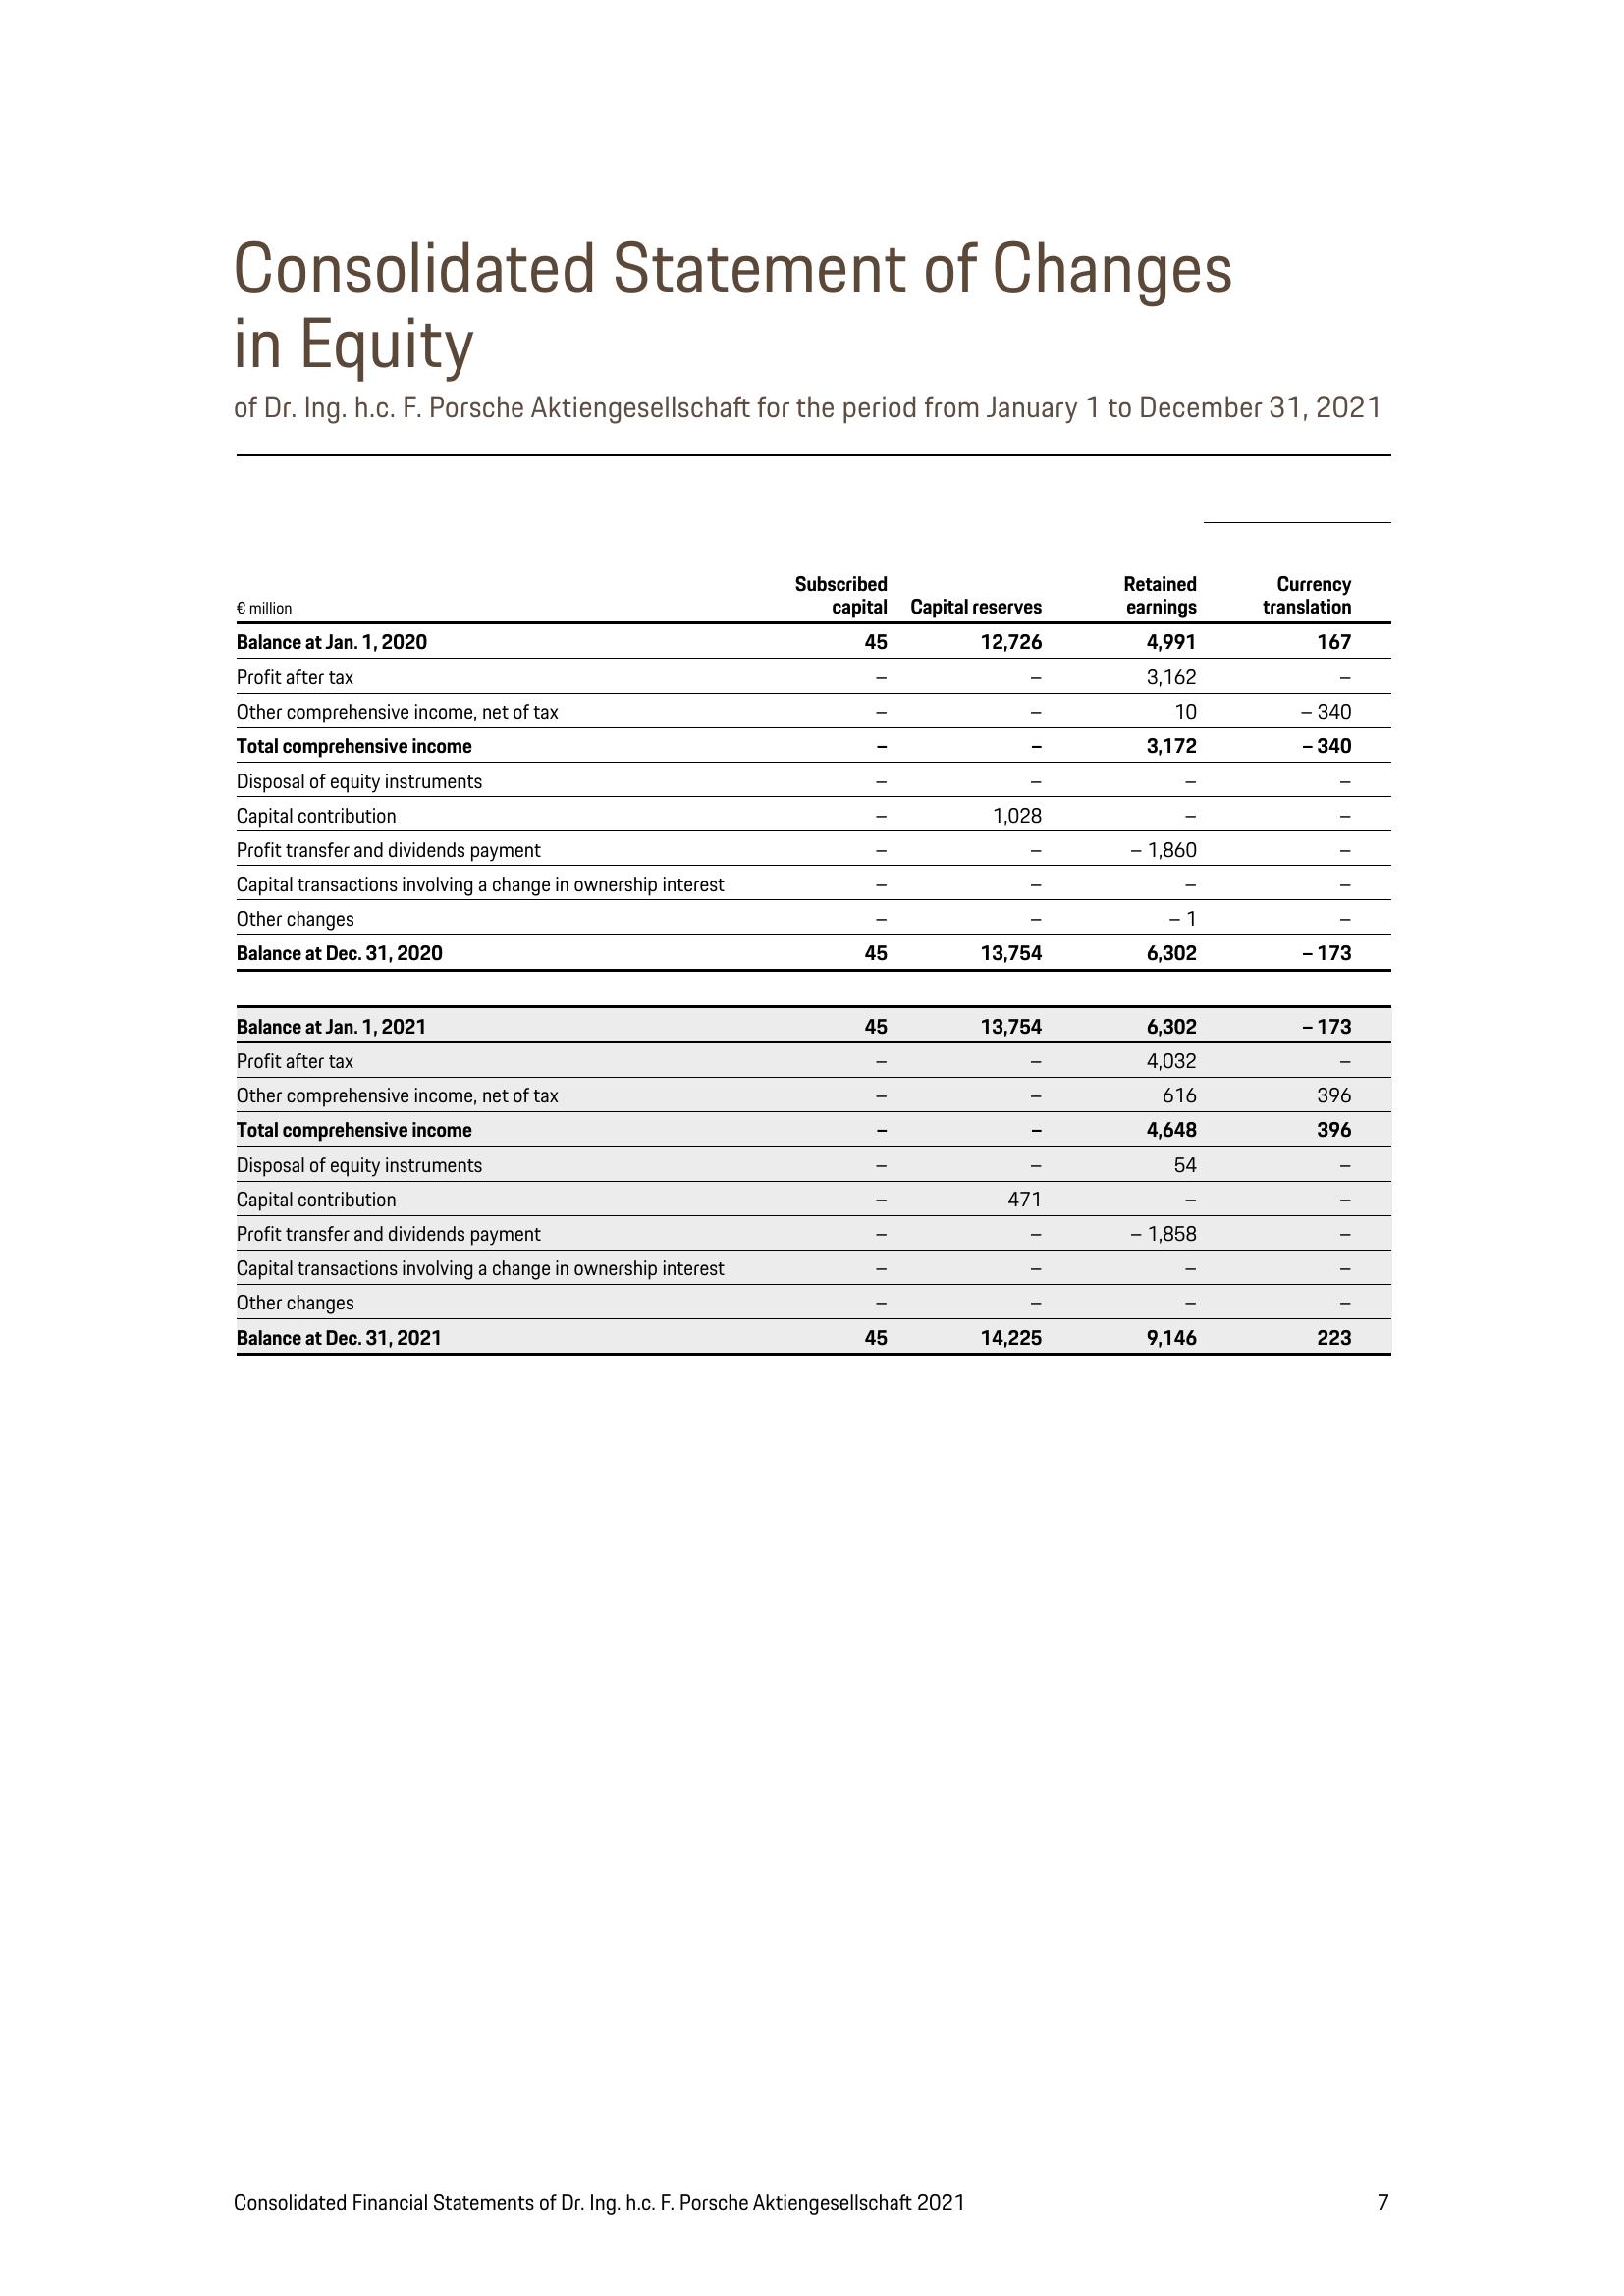 Consolidated Statement of Changes
in Equity
of Dr. Ing. h.c. F. Porsche Aktiengesellschaft for the period from January 1 to December 31, 2021
€ million Subscribed capital Capital reserves Retained earnings Currency translation
Balance at Jan. 1, 2020 45 12,726 4,991 167
Profit after tax – – 3,162 –
Other comprehensive income, net of tax – – 10 – 340
Total comprehensive income – – 3,172 – 340
Disposal of equity instruments – – – –
Capital contribution – 1,028 – –
Profit transfer and dividends payment – – – 1,860 –
Capital transactions involving a change in ownership interest – – – –
Other changes – – – 1 –
Balance at Dec. 31, 2020 45 13,754 6,302 – 173
Balance at Jan. 1, 2021 45 13,754 6,302 – 173
Profit after tax – – 4,032 –
Other comprehensive income, net of tax – – 616 396
Total comprehensive income – – 4,648 396
Disposal of equity instruments – – 54 –
Capital contribution – 471 – –
Profit transfer and dividends payment – – – 1,858 –
Capital transactions involving a change in ownership interest – – – –
Other changes – – – –
Balance at Dec. 31, 2021 45 14,225 9,146 223
Consolidated Financial Statements of Dr. Ing. h.c. F. Porsche Aktiengesellschaft 2021 7